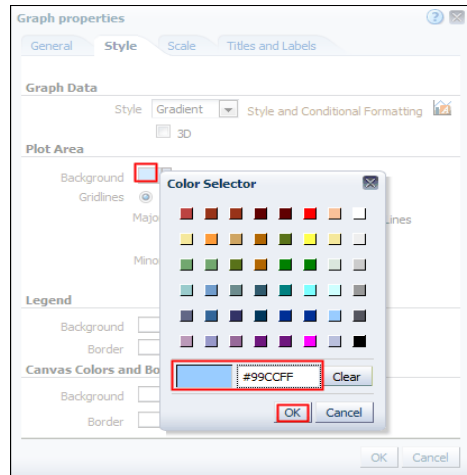 Graph properties
General Style Scale Titles and Labels
Graph Data
Style Gradient Style and Conditional Formatting
3D
Plot Area
Background
Gridlines
Color Selector
Lines
Legend
Background
Border
#99CCFF Clear
Canvas Colors and Bo
OK Cancel
Background
Border
OK Cancel